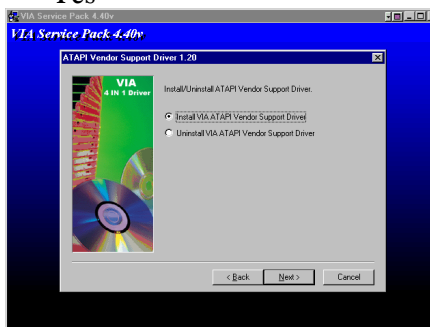 Yes
VIA Service Pack 4.40v
VIA Service Pack 4.40v
ATAPI Vendor Support Driver 1.20
VIA
4 IN 1 Driver
Install/Uninstall ATAPI Vendor Support Driver.
Install VIA ATAPI Vendor Support Driver
Uninstall VIA ATAPI Vendor Support Driver
< Back
Next >
Cancel